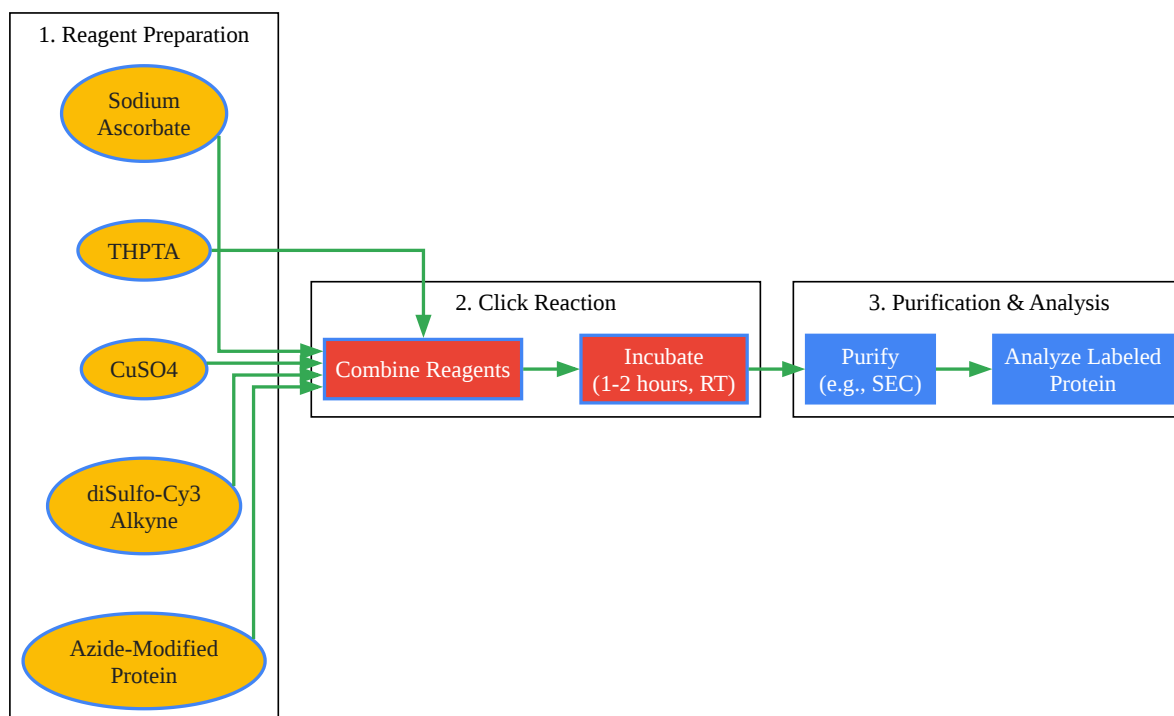 1. Reagent Preparation
Sodium
Ascorbate
THPTA
CuSO4
diSulfo-Cy3
Alkyne
Azide-Modified
Protein
2. Click Reaction
Combine Reagents
Incubate
(1-2 hours, RT)
3. Purification & Analysis
Purify
(e.g., SEC)
Analyze Labeled
Protein